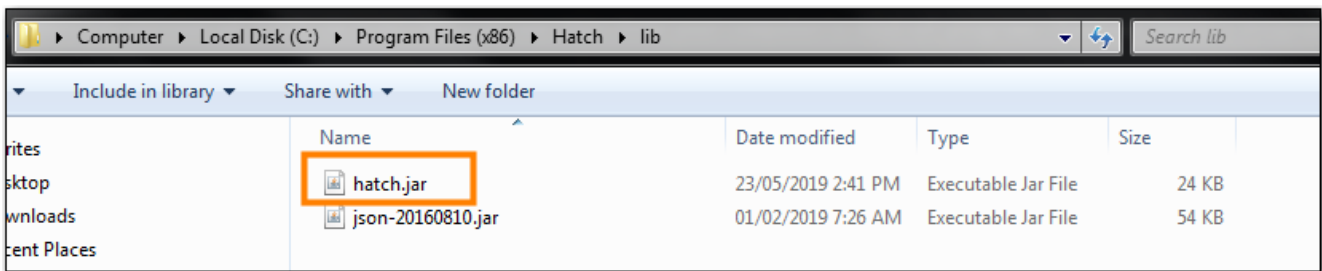 Computer Local Disk (C:) Program Files (x86) Hatch lib Search lib
Include in library Share with New folder
Name Date modified Type Size
rites
hatch.jar 23/05/2019 2:41 PM Executable Jar File 24 KB
sktop
json-20160810.jar 01/02/2019 7:26 AM Executable Jar File 54 KB
wnloads
cent Places